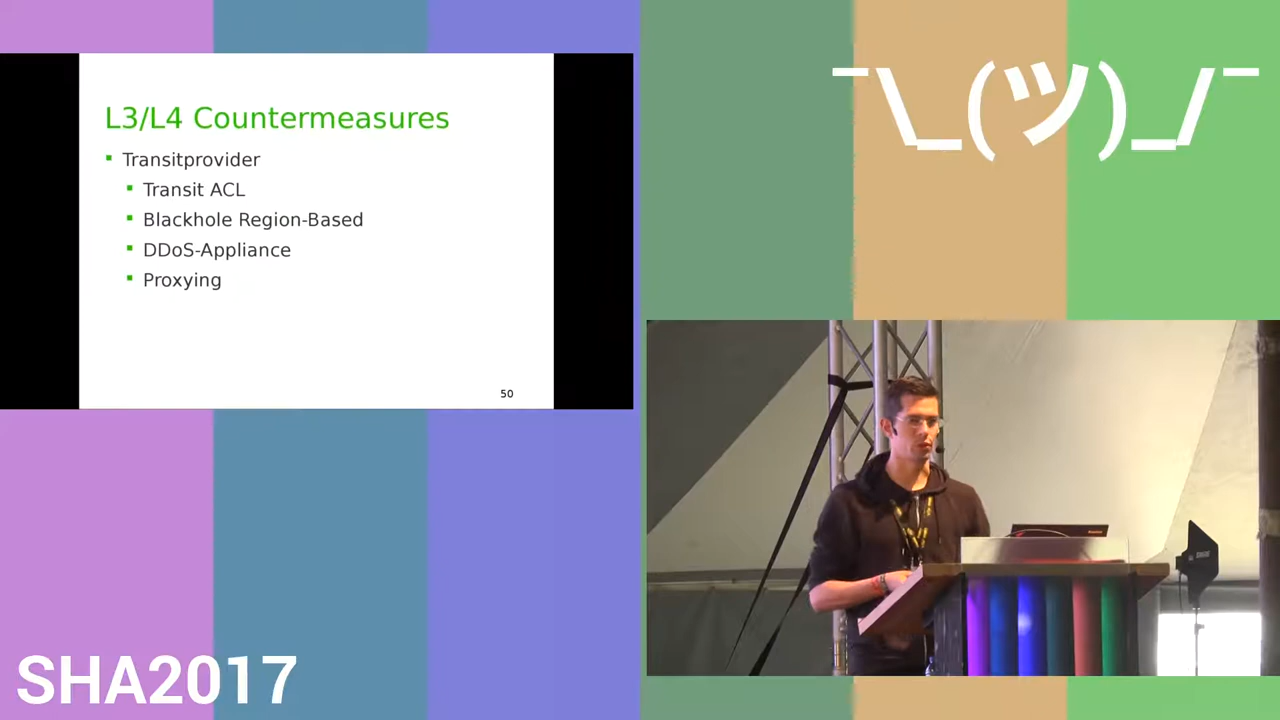 L3/L4 Countermeasures
Transitprovider
Transit ACL
Blackhole Region-Based
DDoS-Appliance
Proxying
50
¯\_(ツ)_/¯
SHA2017